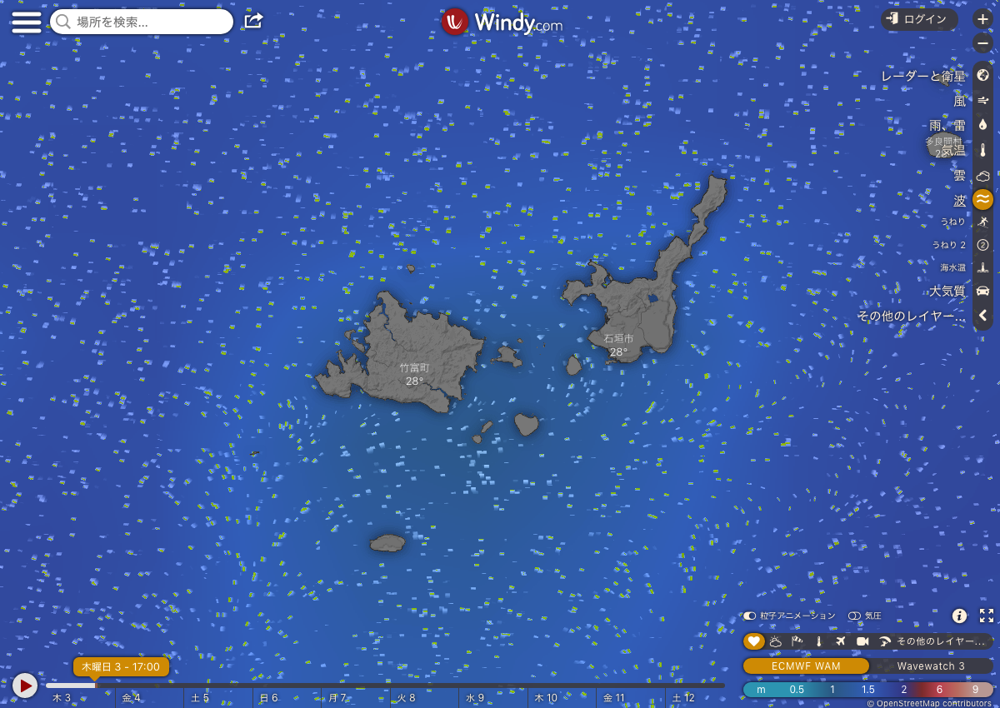 場所を検索...
Windy.com
ログイン
レーダーと衛星
風
雨、雷
多良間村
28°
気温
雲
波
うねり
うねり 2
海水温
大気質
その他のレイヤー...
石垣市
28°
竹富町
28°
粒子アニメーション
気圧
その他のレイヤー...
木曜日 3 - 17:00
ECMWF WAM
Wavewatch 3
木 3
金 4
土 5
日 6
月 7
火 8
水 9
木 10
金 11
土 12
m 0.5 1 1.5 2 6 9
© OpenStreetMap contributors